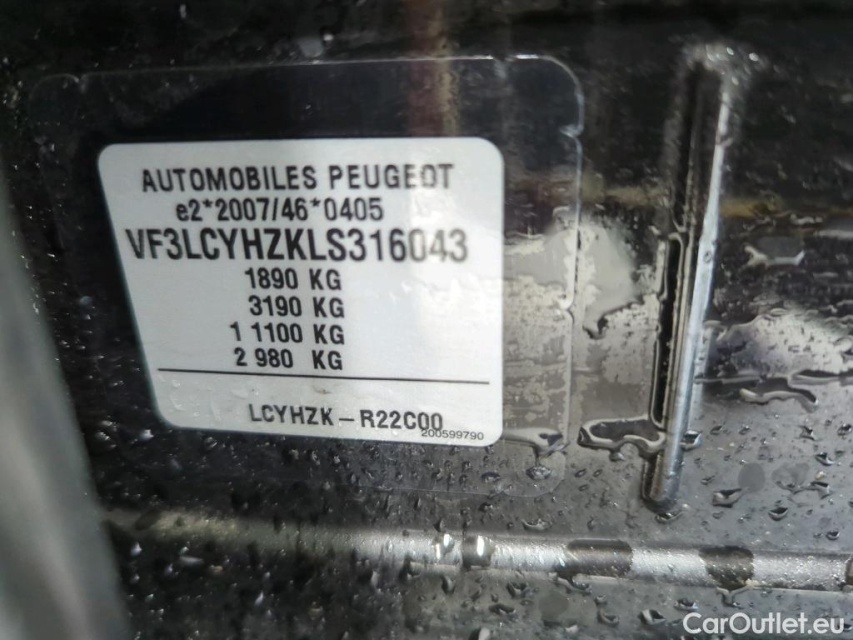 AUTOMOBILES PEUGEOT
e2*2007/46*0405
VF3LCYHZKLS316043
1890 KG
3190 KG
1 1100 KG
2 980 KG
LCYHZK-R22C00
200599790
CarOutlet.eu